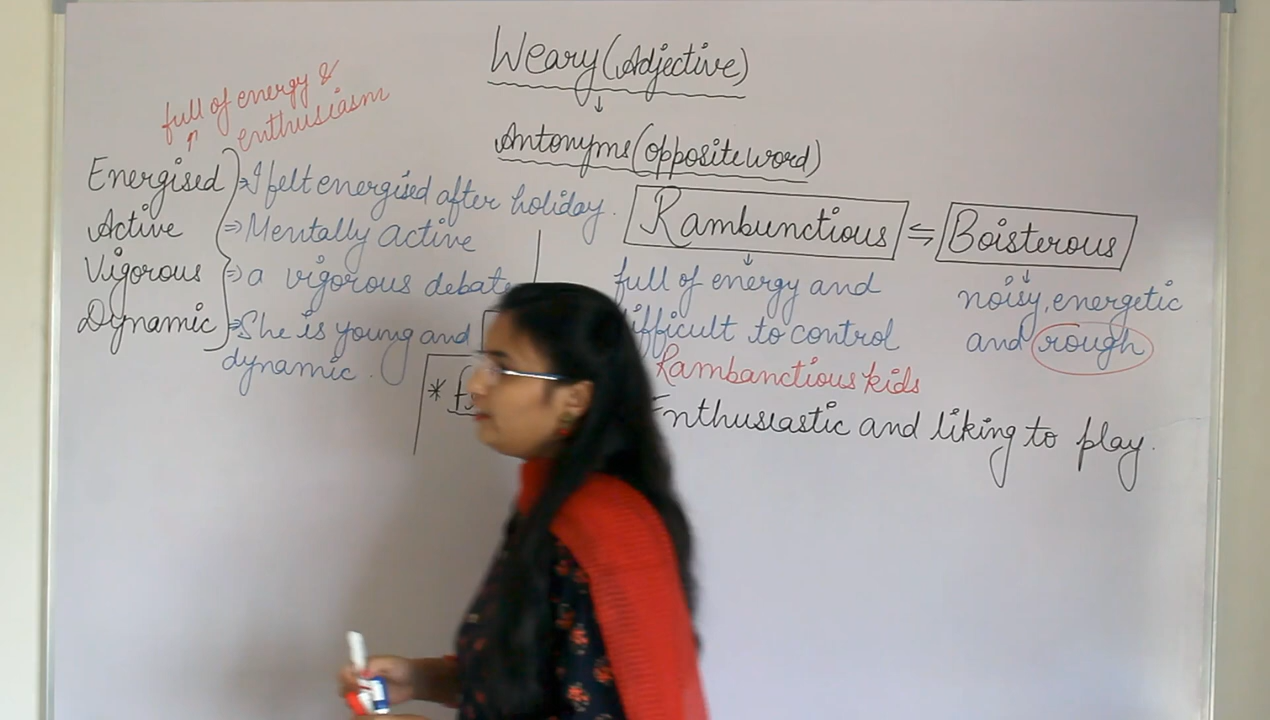 Weary (Adjective)
↓
Antonyms (opposite word)
full of energy &
enthusiasm
↑
Energised
Active
Vigorous
Dynamic
⇒ I felt energised after holiday.
⇒ Mentally active
⇒ a vigorous debate
⇒ She is young and
dynamic.
*
Rambunctious ⇆ Boisterous
↓
full of energy and
difficult to control
Rambanctious kids
Enthusiastic and liking to play.
↓
noisy, energetic
and rough